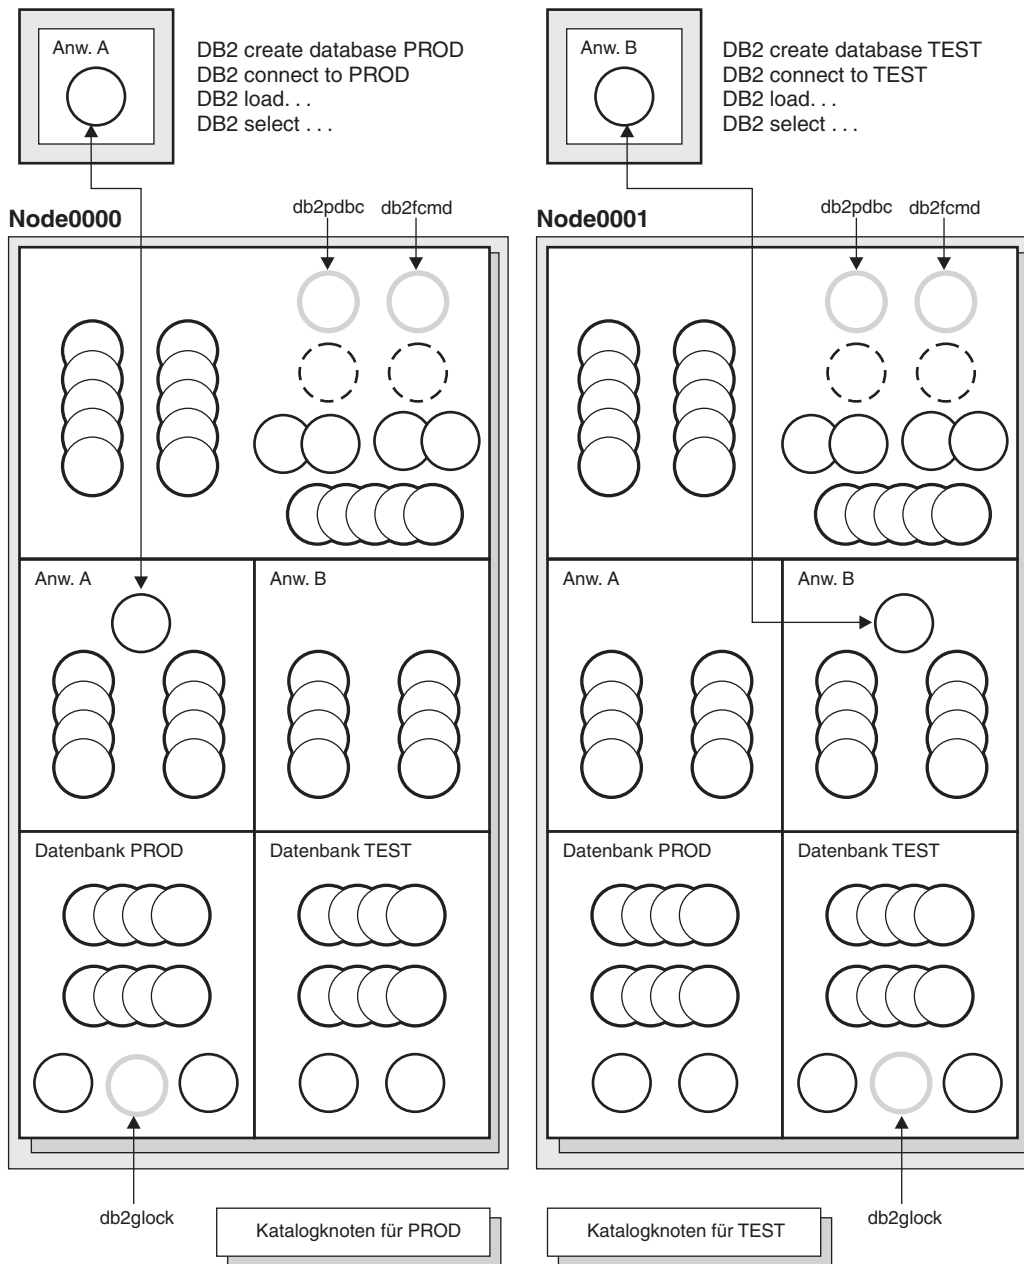 Anw. A
DB2 create database PROD
DB2 connect to PROD
DB2 load. . .
DB2 select . . .
Anw. B
DB2 create database TEST
DB2 connect to TEST
DB2 load. . .
DB2 select . . .
Node0000
db2pdbc
db2fcmd
Node0001
db2pdbc
db2fcmd
Anw. A
Anw. B
Anw. A
Anw. B
Datenbank PROD
Datenbank TEST
Datenbank PROD
Datenbank TEST
db2glock
Katalogknoten für PROD
Katalogknoten für TEST
db2glock